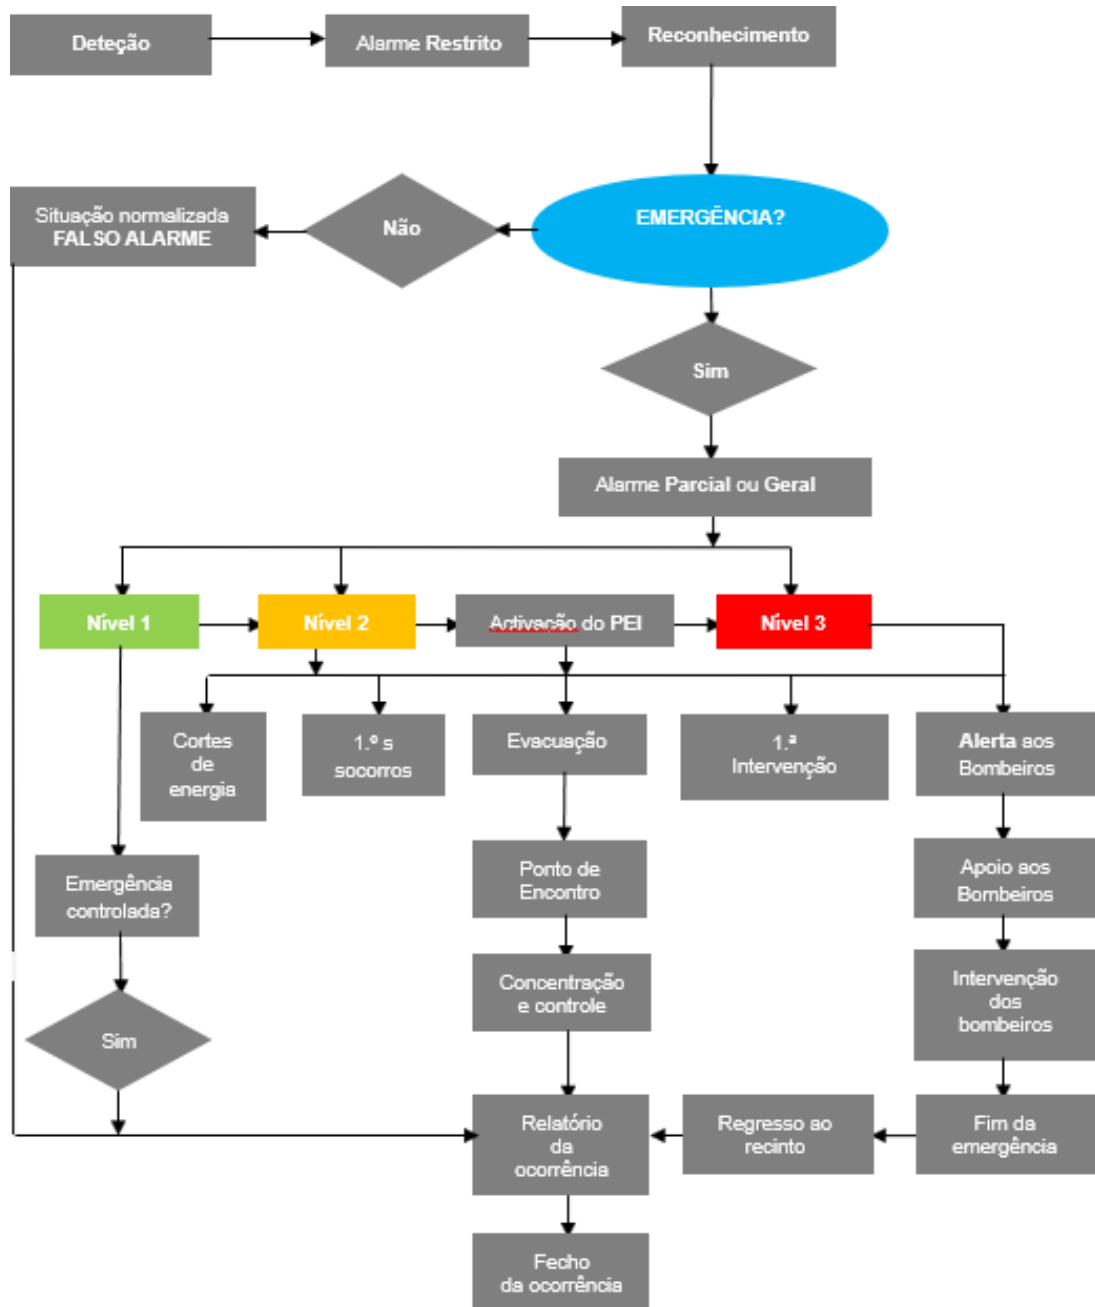 Deteção
Alarme Restrito
Reconhecimento
Situação normalizada
FALSO ALARME
Não
EMERGÊNCIA?
Sim
Alarme Parcial ou Geral
Nível 1
Nível 2
Activação do PEI
Nível 3
Cortes
de
energia
1.º s
socorros
Evacuação
1.ª
Intervenção
Alerta aos
Bombeiros
Emergência
controlada?
Ponto de
Encontro
Apoio aos
Bombeiros
Concentração
e controle
Intervenção
dos
bombeiros
Sim
Relatório
da
ocorrência
Regresso ao
recinto
Fim da
emergência
Fecho
da ocorrência